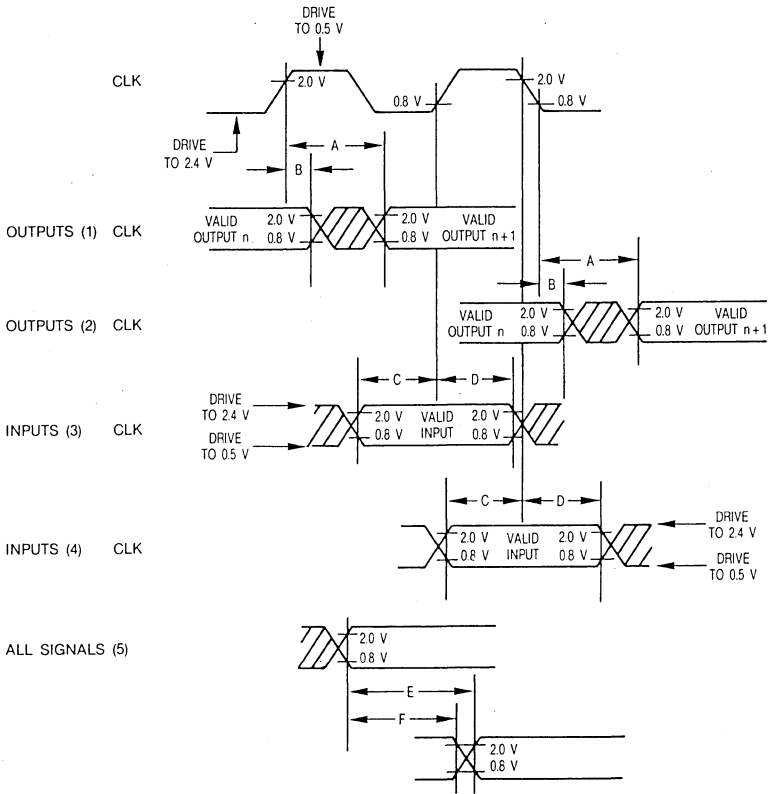 DRIVE
TO 0.5 V
CLK
2.0 V
0.8 V
2.0 V
0.8 V
DRIVE
TO 2.4 V
A
B
OUTPUTS (1) CLK
VALID
OUTPUT n
2.0 V
0.8 V
2.0 V
0.8 V
VALID
OUTPUT n+1
A
B
OUTPUTS (2) CLK
VALID
OUTPUT n
2.0 V
0.8 V
2.0 V
0.8 V
VALID
OUTPUT n+1
C
D
INPUTS (3) CLK
DRIVE
TO 2.4 V
DRIVE
TO 0.5 V
2.0 V
0.8 V
VALID
INPUT
2.0 V
0.8 V
C
D
INPUTS (4) CLK
2.0 V
0.8 V
VALID
INPUT
2.0 V
0.8 V
DRIVE
TO 2.4 V
DRIVE
TO 0.5 V
ALL SIGNALS (5)
2.0 V
0.8 V
E
F
2.0 V
0.8 V